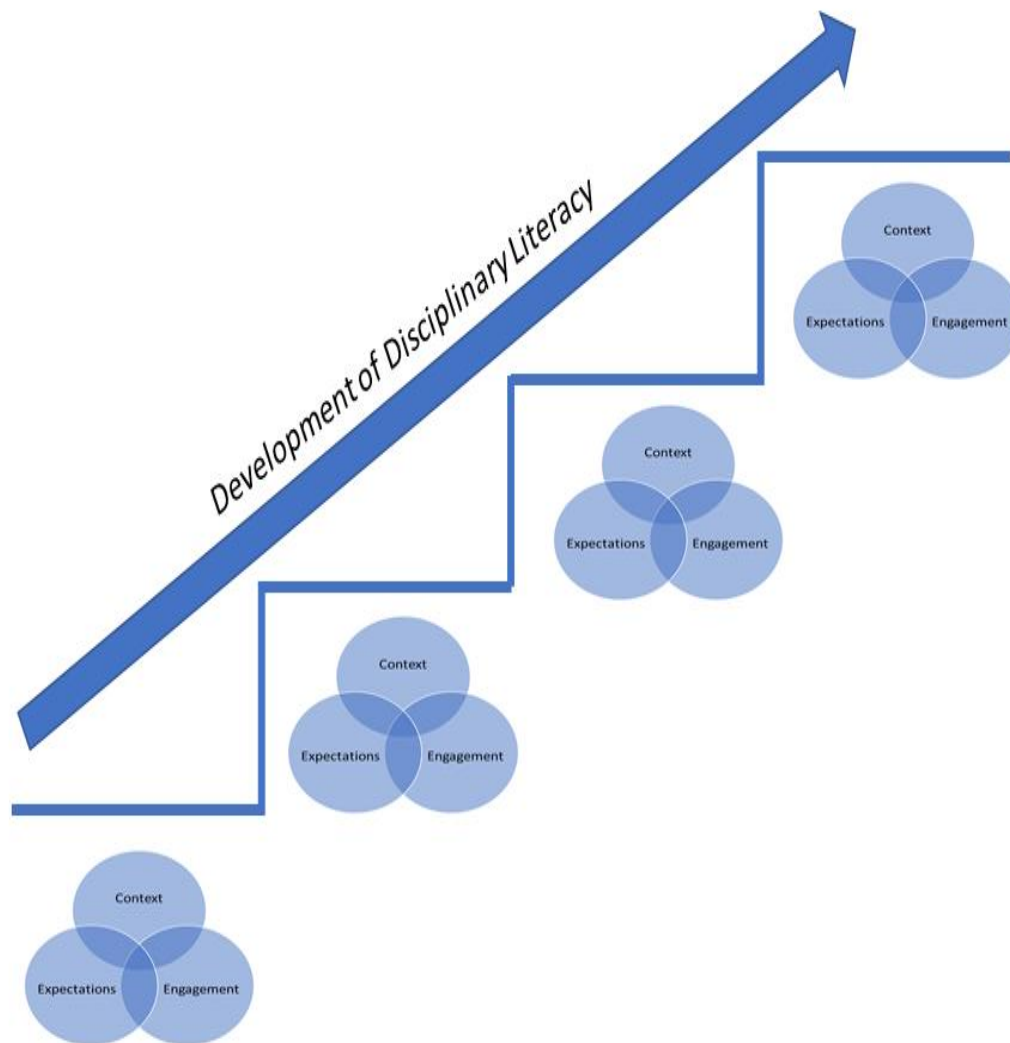 Development of Disciplinary Literacy
Context
Expectations Engagement
Context
Expectations Engagement
Context
Expectations Engagement
Context
Expectations Engagement